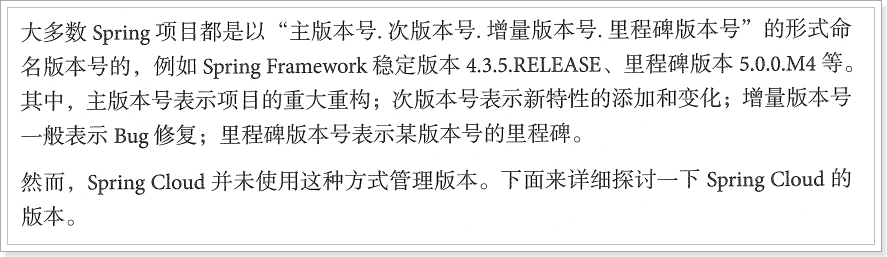 大多数 Spring 项目都是以“主版本号. 次版本号. 增量版本号. 里程碑版本号”的形式命
名版本号的，例如 Spring Framework 稳定版本 4.3.5.RELEASE、里程碑版本 5.0.0.M4 等。
其中，主版本号表示项目的重大重构；次版本号表示新特性的添加和变化；增量版本号
一般表示 Bug 修复；里程碑版本号表示某版本号的里程碑。
然而，Spring Cloud 并未使用这种方式管理版本。下面来详细探讨一下 Spring Cloud 的
版本。